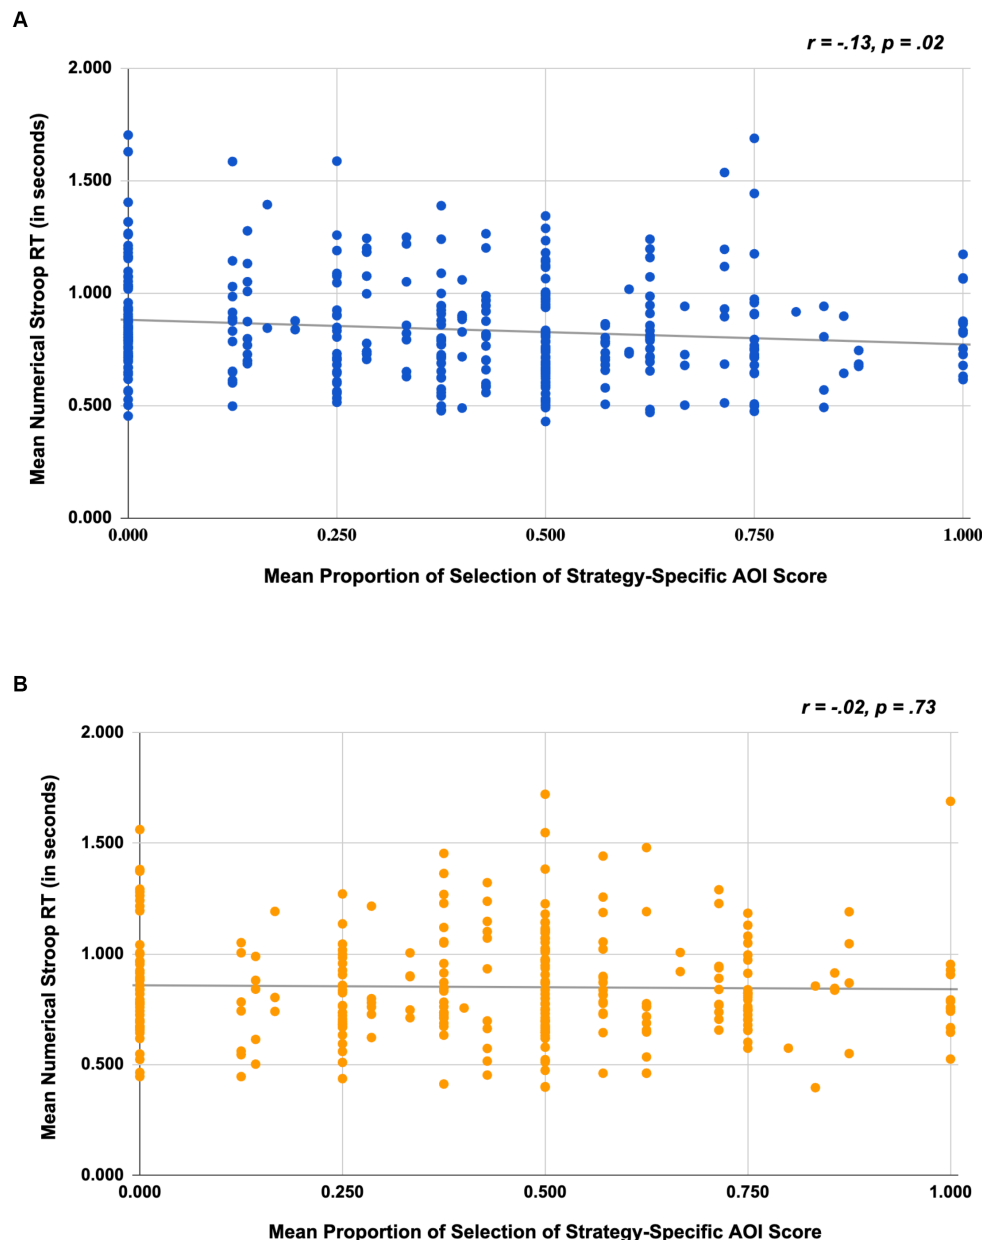 A
r = -.13, p = .02
2.000
1.500
1.000
0.500
0.000
0.000 0.250 0.500 0.750 1.000
Mean Numerical Stroop RT (in seconds)
Mean Proportion of Selection of Strategy-Specific AOI Score
B
r = -.02, p = .73
2.000
1.500
1.000
0.500
0.000
0.000 0.250 0.500 0.750 1.000
Mean Numerical Stroop RT (in seconds)
Mean Proportion of Selection of Strategy-Specific AOI Score